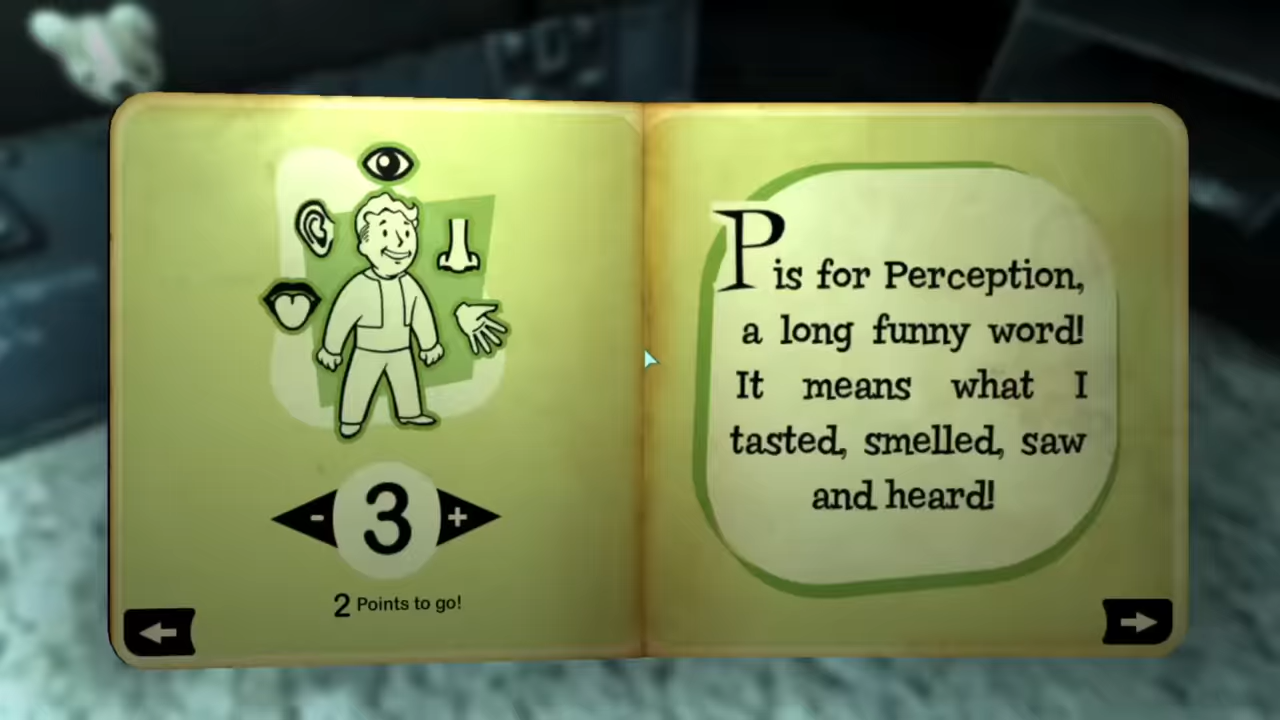 -
3
+
2 Points to go!
P is for Perception,
a long funny word!
It means what I
tasted, smelled, saw
and heard!